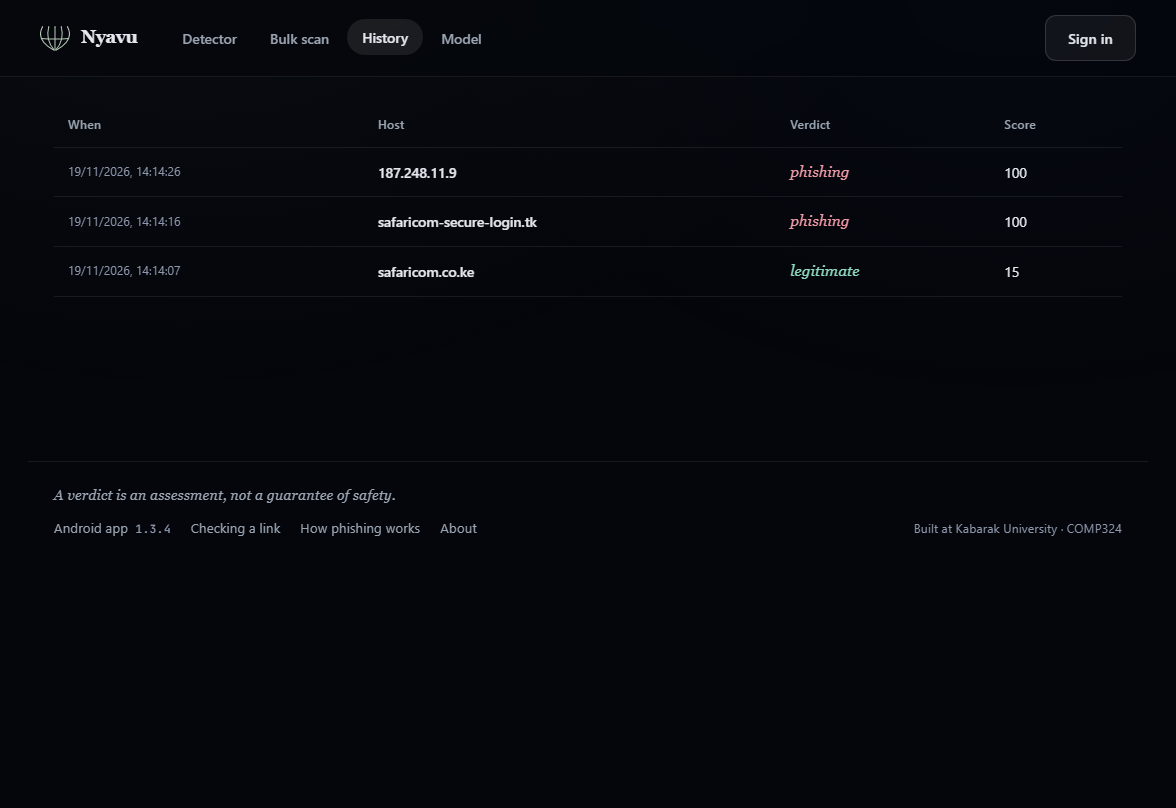 Nyavu Detector Bulk scan History Model Sign in
When Host Verdict Score
19/11/2026, 14:14:26 187.248.11.9 phishing 100
19/11/2026, 14:14:16 safaricom-secure-login.tk phishing 100
19/11/2026, 14:14:07 safaricom.co.ke legitimate 15
A verdict is an assessment, not a guarantee of safety.
Android app 1.3.4 Checking a link How phishing works About Built at Kabarak University · COMP324